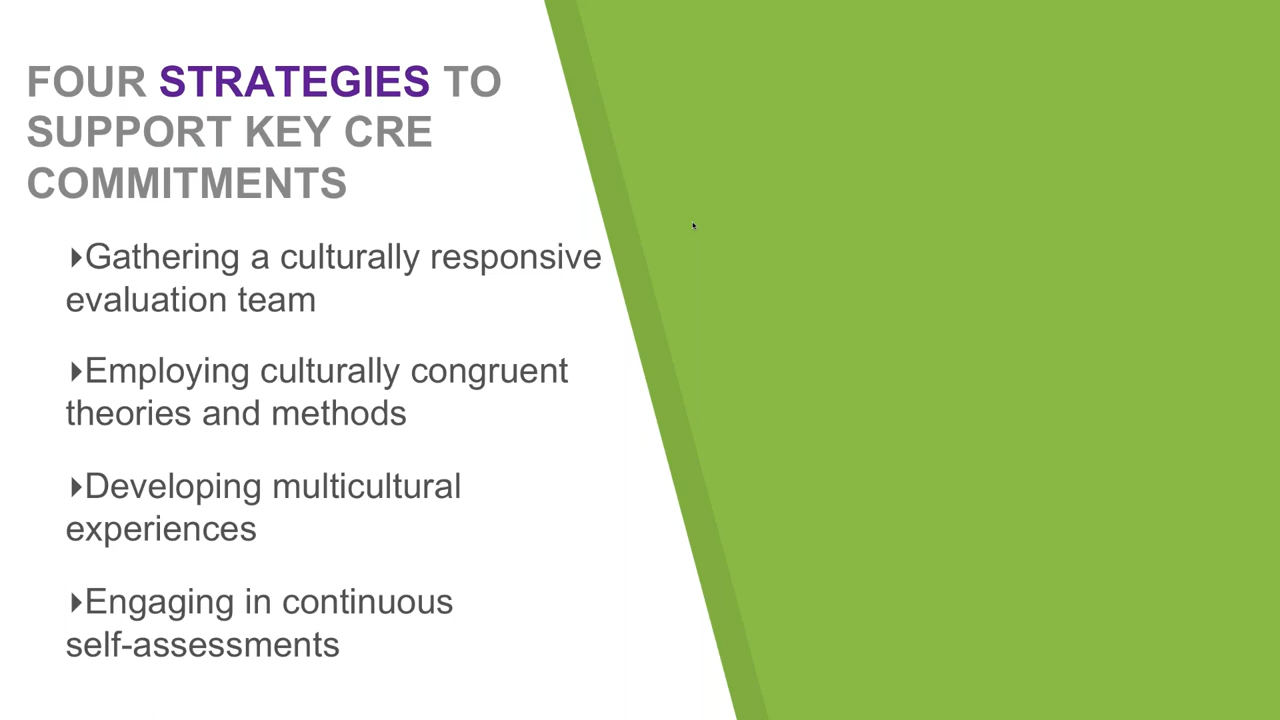 FOUR STRATEGIES TO
SUPPORT KEY CRE
COMMITMENTS
▸Gathering a culturally responsive
evaluation team
▸Employing culturally congruent
theories and methods
▸Developing multicultural
experiences
▸Engaging in continuous
self-assessments